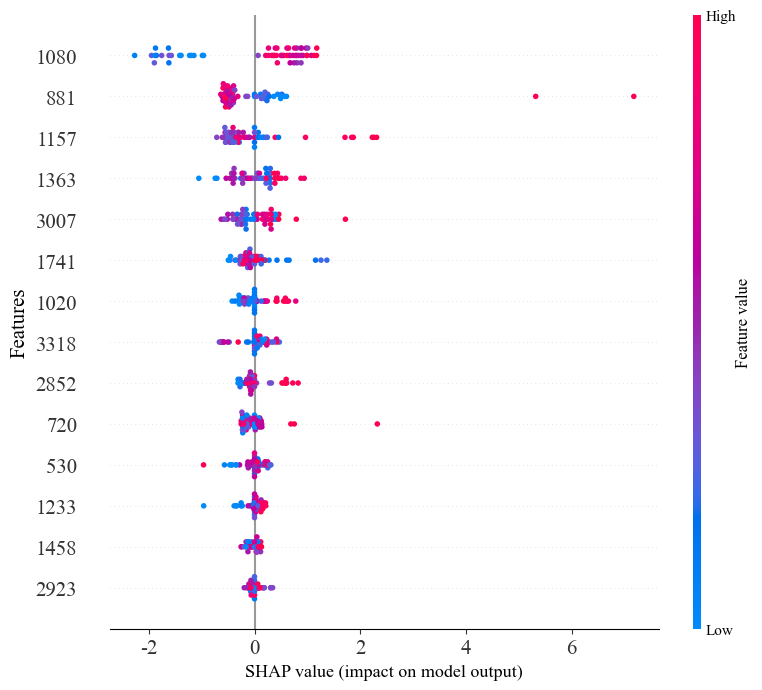 High
1080
881
1157
1363
3007
1741
1020
3318
2852
720
530
1233
1458
2923
Features
Feature value
Low
-2 0 2 4 6
SHAP value (impact on model output)